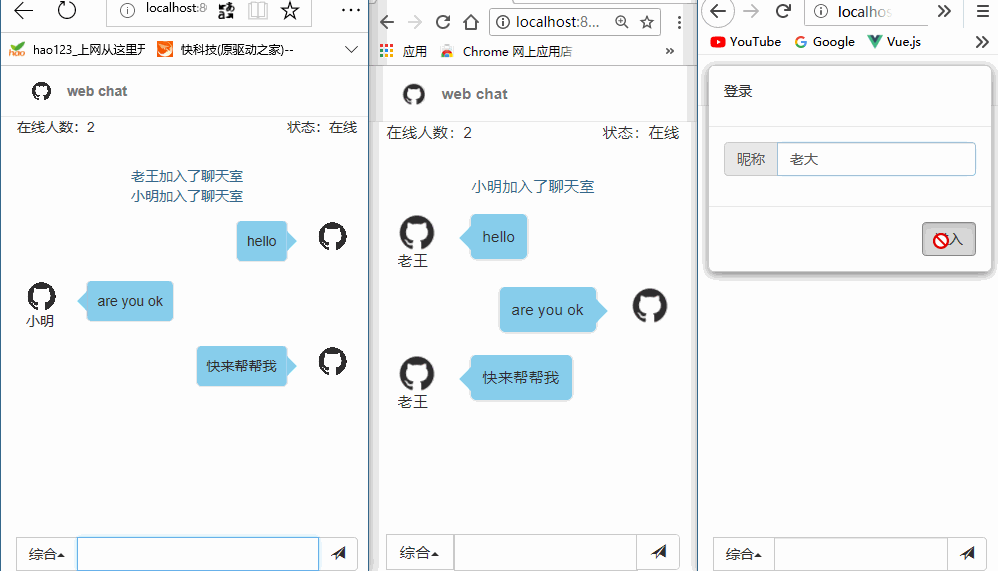 localhost:8
hao123_上网从这里开
快科技(原驱动之家)--
web chat
在线人数：2
状态：在线
老王加入了聊天室
小明加入了聊天室
hello
are you ok
小明
快来帮帮我
综合
localhost:8...
应用
Chrome 网上应用店
web chat
在线人数：2
状态：在线
小明加入了聊天室
hello
老王
are you ok
快来帮帮我
老王
综合
localhos
YouTube
Google
Vue.js
登录
昵称
老大
入
综合